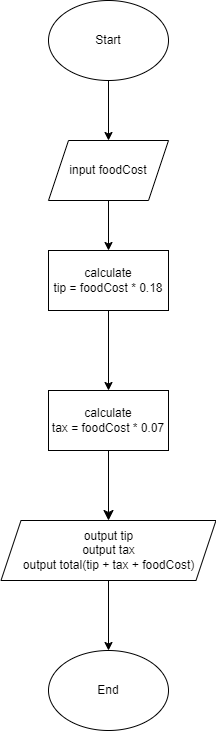 Start
input foodCost
calculate
tip = foodCost * 0.18
calculate
tax = foodCost * 0.07
output tip
output tax
output total(tip + tax + foodCost)
End